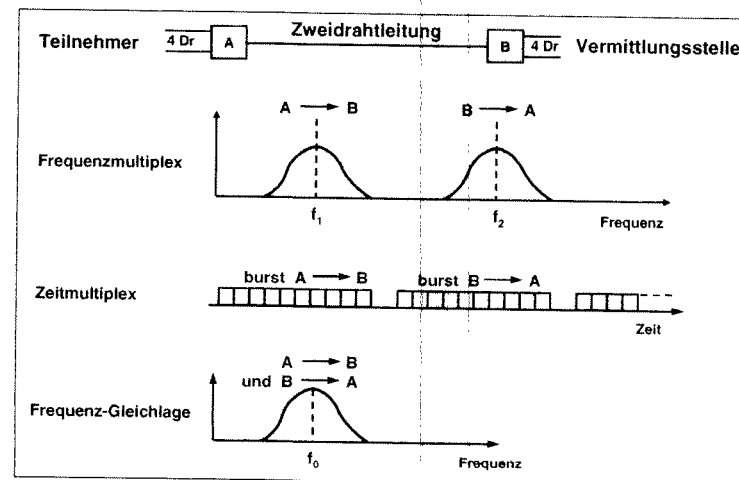 Teilnehmer 4 Dr A Zweidrahtleitung B 4 Dr Vermittlungsstelle
A → B B → A
Frequenzmultiplex
f₁ f₂ Frequenz
burst A → B burst B → A
Zeitmultiplex
Zeit
A → B
und B → A
Frequenz-Gleichlage
f₀ Frequenz